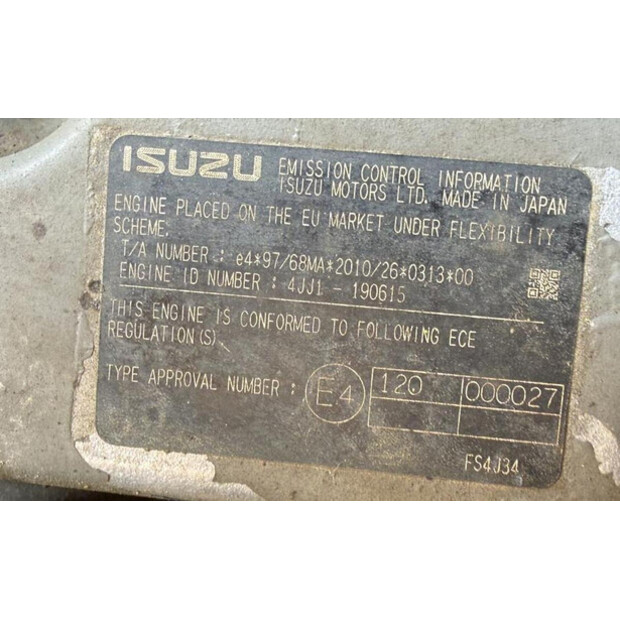 ISUZU EMISSION CONTROL INFORMATION
ISUZU MOTORS LTD. MADE IN JAPAN
ENGINE PLACED ON THE EU MARKET UNDER FLEXIBILITY
SCHEME:
T/A NUMBER : e4*97/68MA*2010/26*0313*00
ENGINE ID NUMBER : 4JJ1 - 190615
THIS ENGINE IS CONFORMED TO FOLLOWING ECE
REGULATION(S).
TYPE APPROVAL NUMBER : E4 120 000027
FS4J34